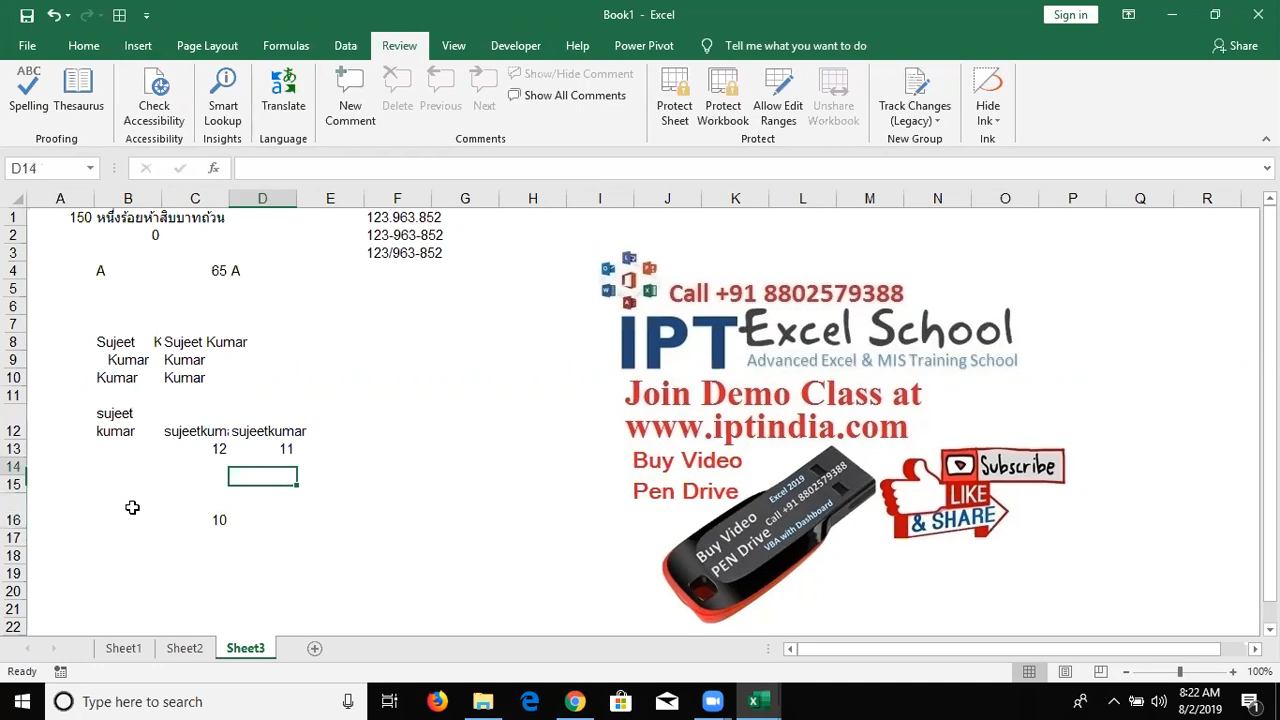 Book1 - Excel
Sign in
File Home Insert Page Layout Formulas Data Review View Developer Help Power Pivot Tell me what you want to do Share
ABC
Spelling Thesaurus Check Accessibility Smart Lookup Translate New Comment Delete Previous Next Show/Hide Comment Show All Comments Protect Sheet Protect Workbook Allow Edit Ranges Unshare Workbook Track Changes (Legacy) Hide Ink
Proofing Accessibility Insights Language Comments Protect New Group Ink
D14 fx
A B C D E F G H I J K L M N O P Q R
1 150 หนึ่งร้อยห้าสิบบาทถ้วน 123.963.852
2 0 123-963-852
3 123/963-852
4 A 65 A
5
6
7
8 Sujeet K Sujeet Kumar
9 Kumar Kumar
10 Kumar Kumar
11
sujeet
12 kumar sujeetkuma sujeetkumar
13 12 11
14
15
16 10
17
18
19
20
21
22
Call +91 8802579388
IPT Excel School
Advanced Excel & MIS Training School
Join Demo Class at
www.iptindia.com
Buy Video
Pen Drive
Subscribe
LIKE
& SHARE
Excel 2019
Call +91 8802579388
VBA with Dashboard
Buy Video
PEN Drive
Sheet1 Sheet2 Sheet3
Ready 100%
Type here to search
8:22 AM
8/2/2019
1